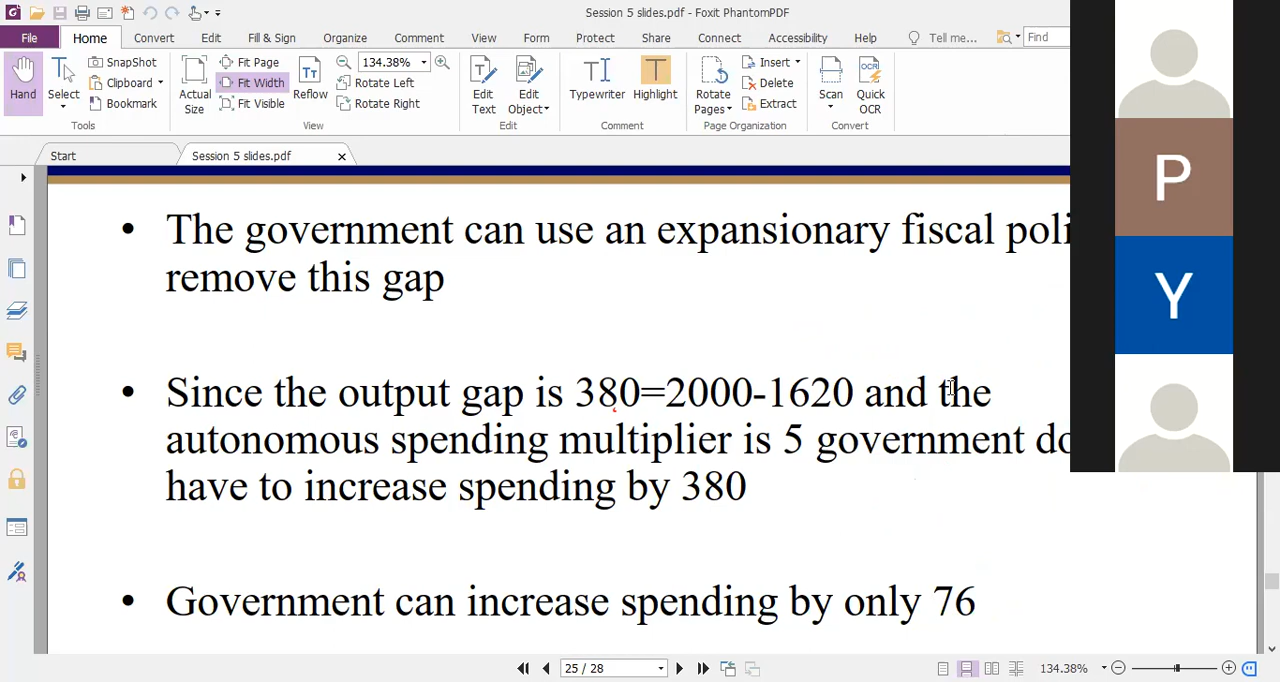 Session 5 slides.pdf - Foxit PhantomPDF
File Home Convert Edit Fill & Sign Organize Comment View Form Protect Share Connect Accessibility Help Tell me... Find
Hand Select SnapShot Clipboard Bookmark Actual Size Fit Page Fit Width Fit Visible Reflow 134.38% Rotate Left Rotate Right Edit Text Edit Object Typewriter Highlight Rotate Pages Insert Delete Extract Scan Quick OCR
Tools View Edit Comment Page Organization Convert
Start Session 5 slides.pdf
P
Y
• The government can use an expansionary fiscal poli
remove this gap
• Since the output gap is 380=2000-1620 and the
autonomous spending multiplier is 5 government do
have to increase spending by 380
• Government can increase spending by only 76
25 / 28 134.38%